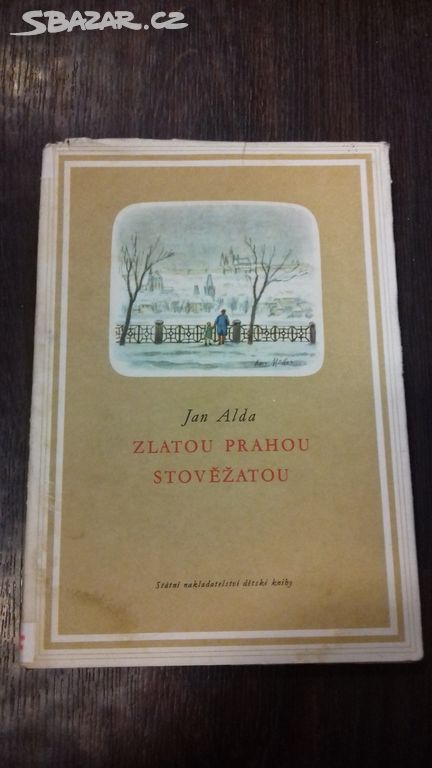 SBAZAR.CZ
Jan Alda
ZLATOU PRAHOU
STOVĚŽATOU
Státní nakladatelství dětské knihy